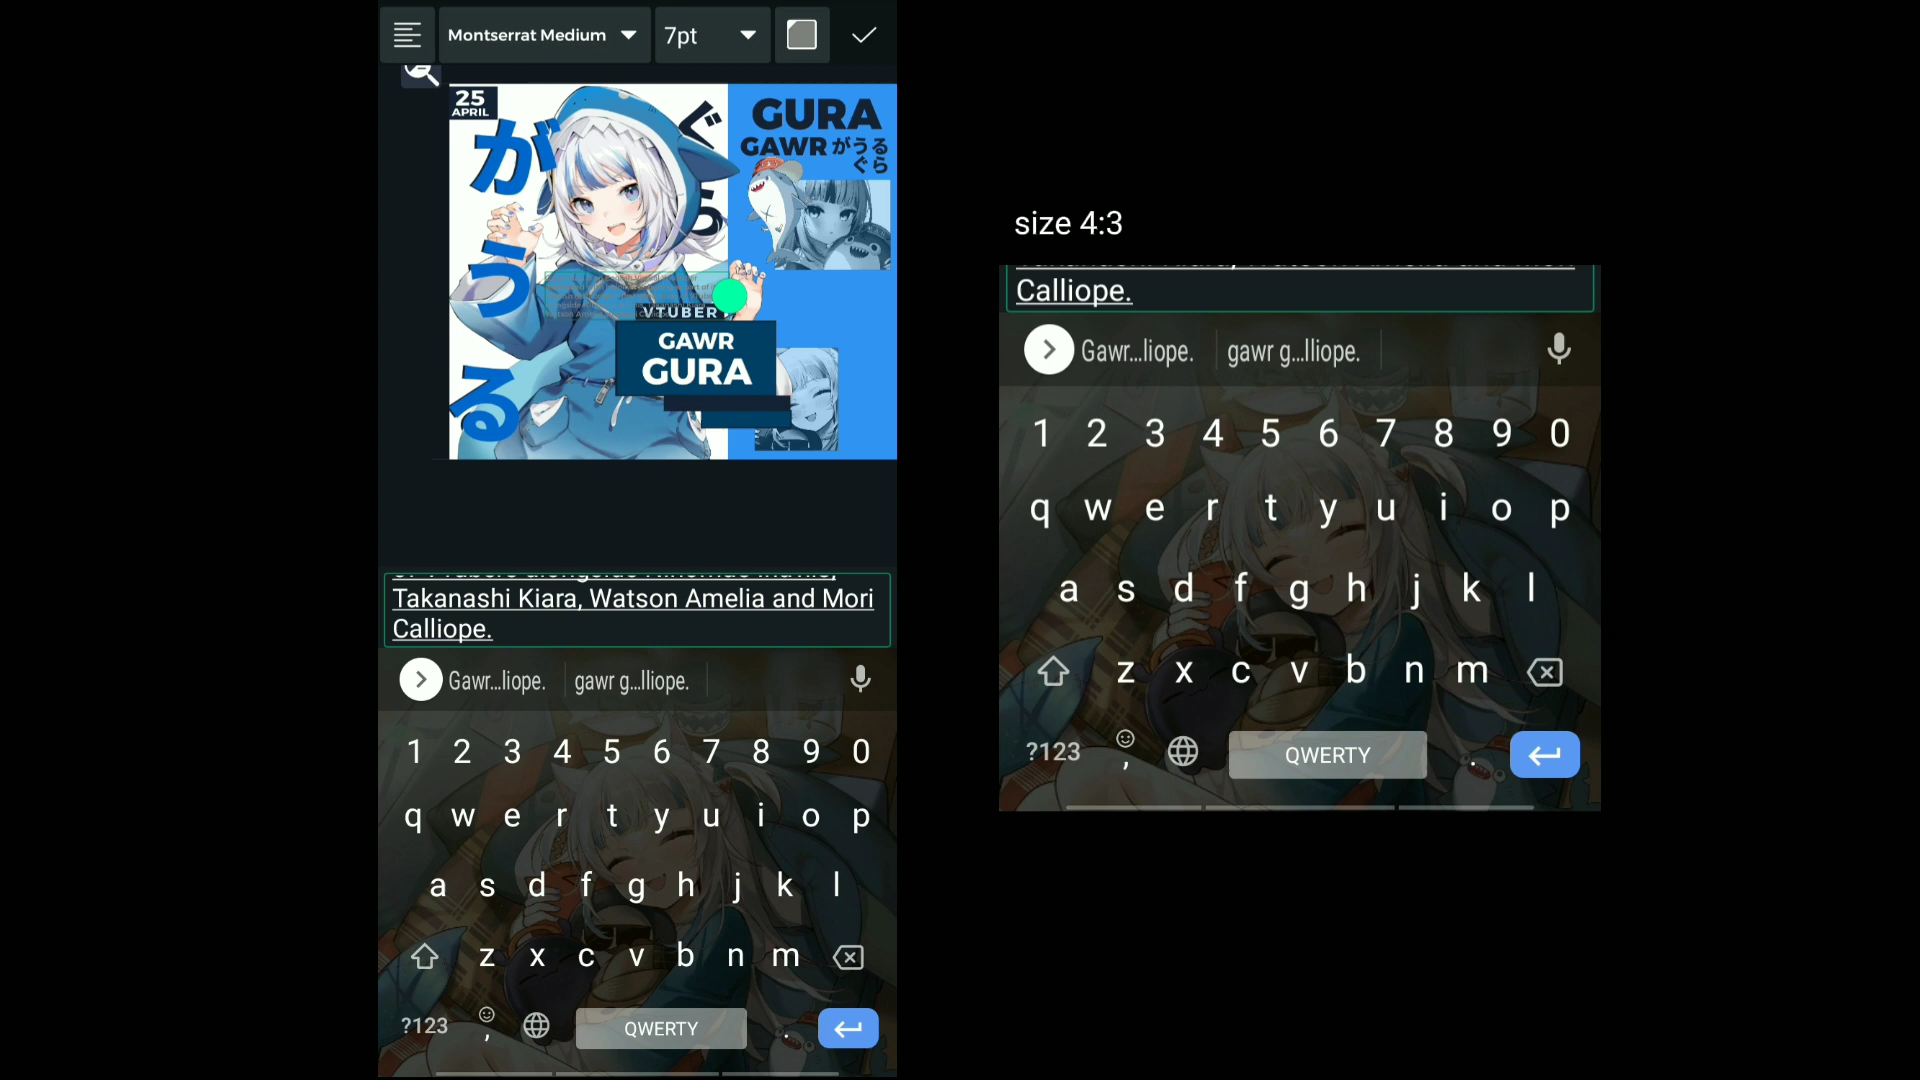 Montserrat Medium
7pt
25
APRIL
がうる
ぐら
GURA
GAWR がうる
ぐら
VTUBER
GAWR
GURA
Takanashi Kiara, Watson Amelia and Mori
Calliope.
Gawr...liope.
gawr g...lliope.
1 2 3 4 5 6 7 8 9 0
q w e r t y u i o p
a s d f g h j k l
z x c v b n m
?123 , QWERTY .
size 4:3
Calliope.
Gawr...liope.
gawr g...lliope.
1 2 3 4 5 6 7 8 9 0
q w e r t y u i o p
a s d f g h j k l
z x c v b n m
?123 , QWERTY .